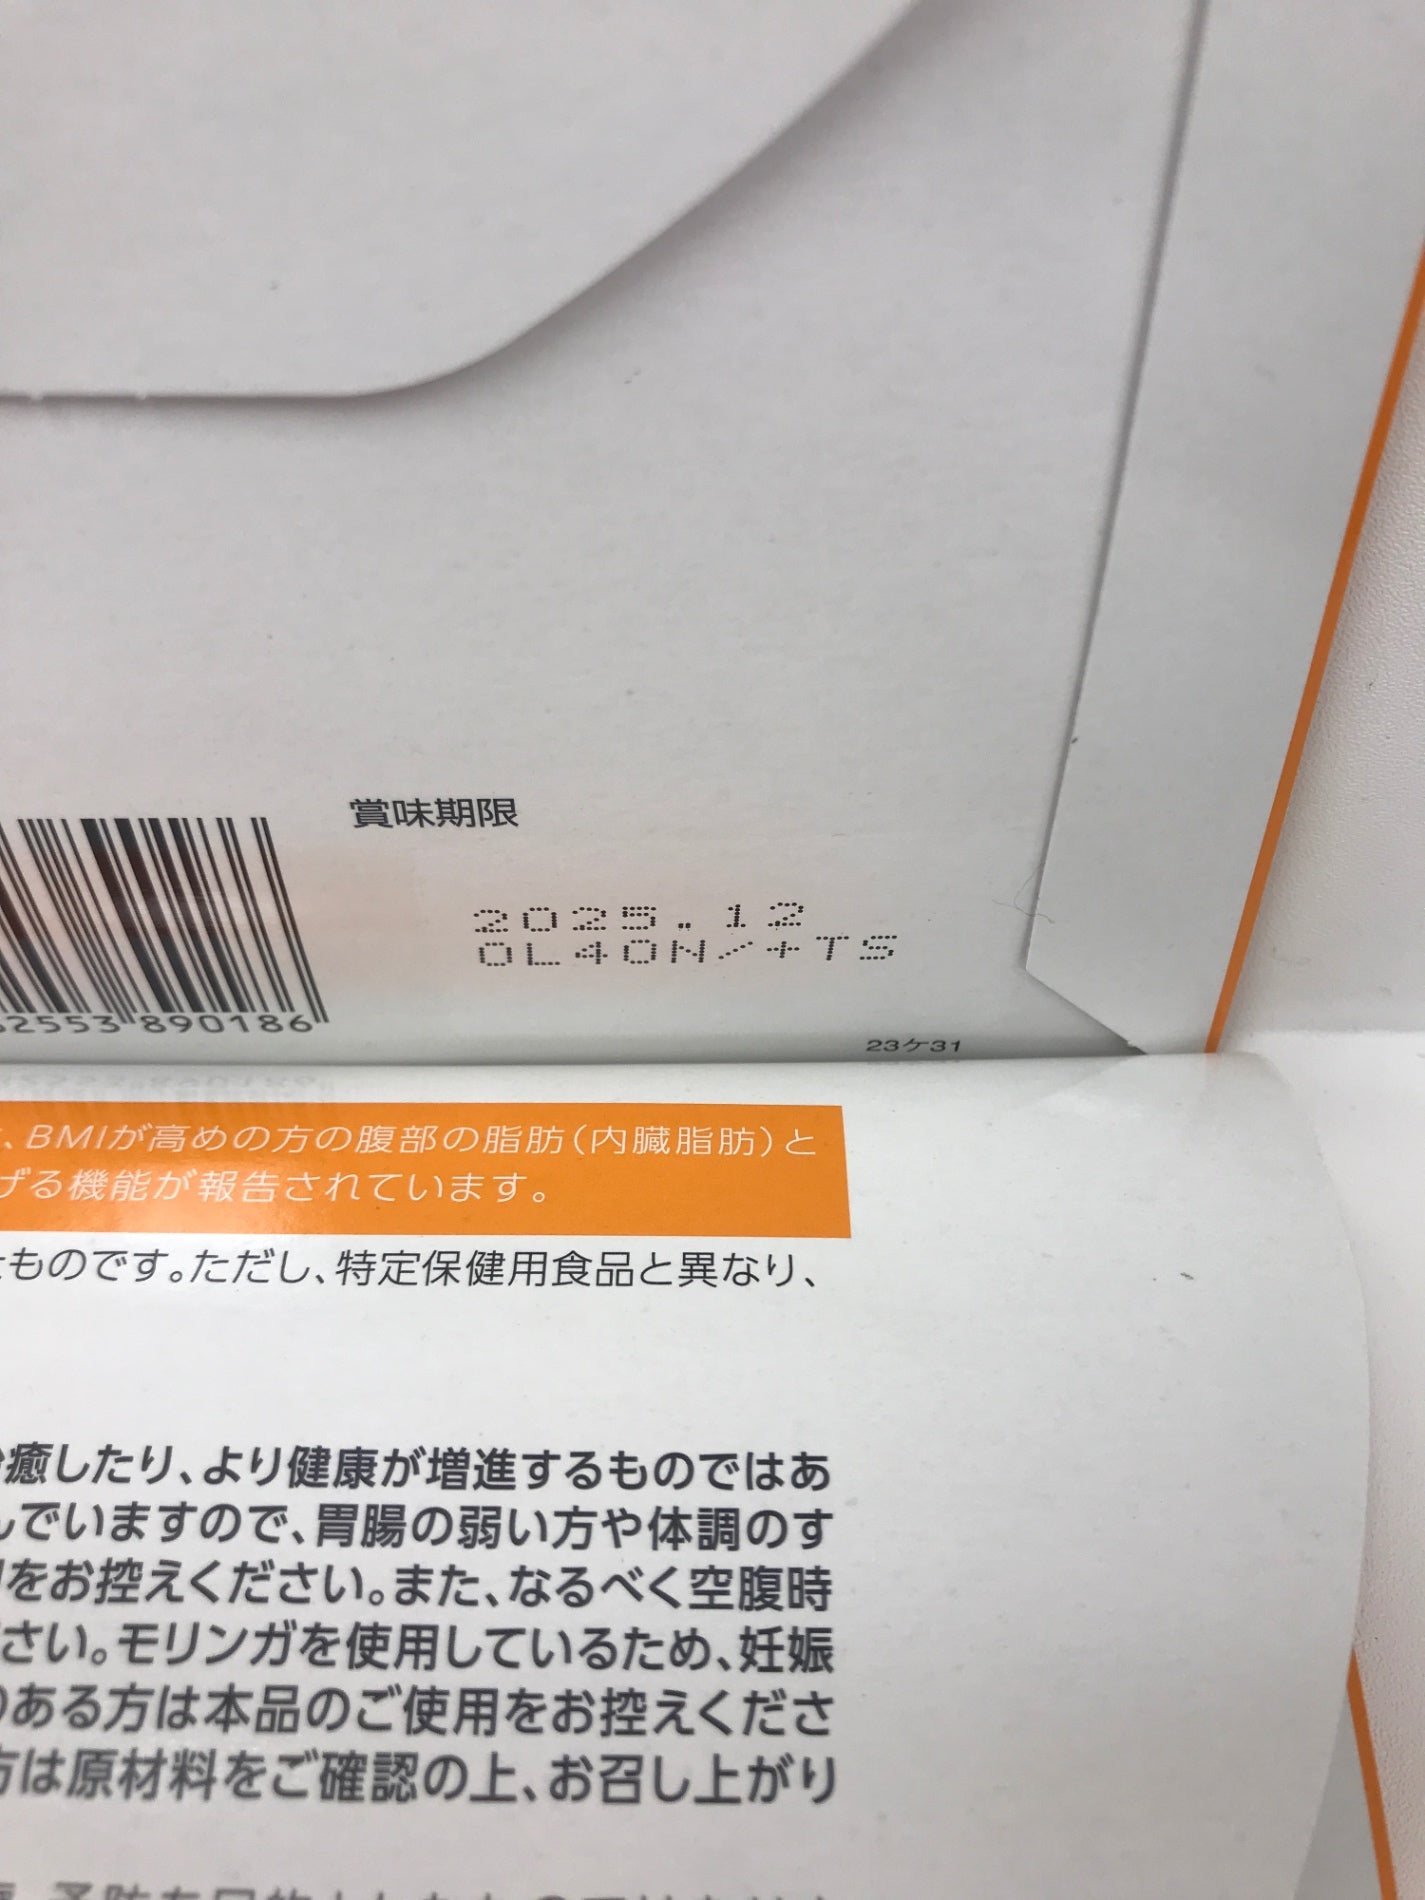 賞味期限
2025.12
OL40N/+TS
2553 890186
23ケ31
、BMIが高めの方の腹部の脂肪(内臓脂肪)と
げる機能が報告されています。
ものです。ただし、特定保健用食品と異なり、
癒したり、より健康が増進するものではあ
んでいますので、胃腸の弱い方や体調のす
をお控えください。また、なるべく空腹時
さい。モリンガを使用しているため、妊娠
のある方は本品のご使用をお控えくださ
方は原材料をご確認の上、お召し上がり